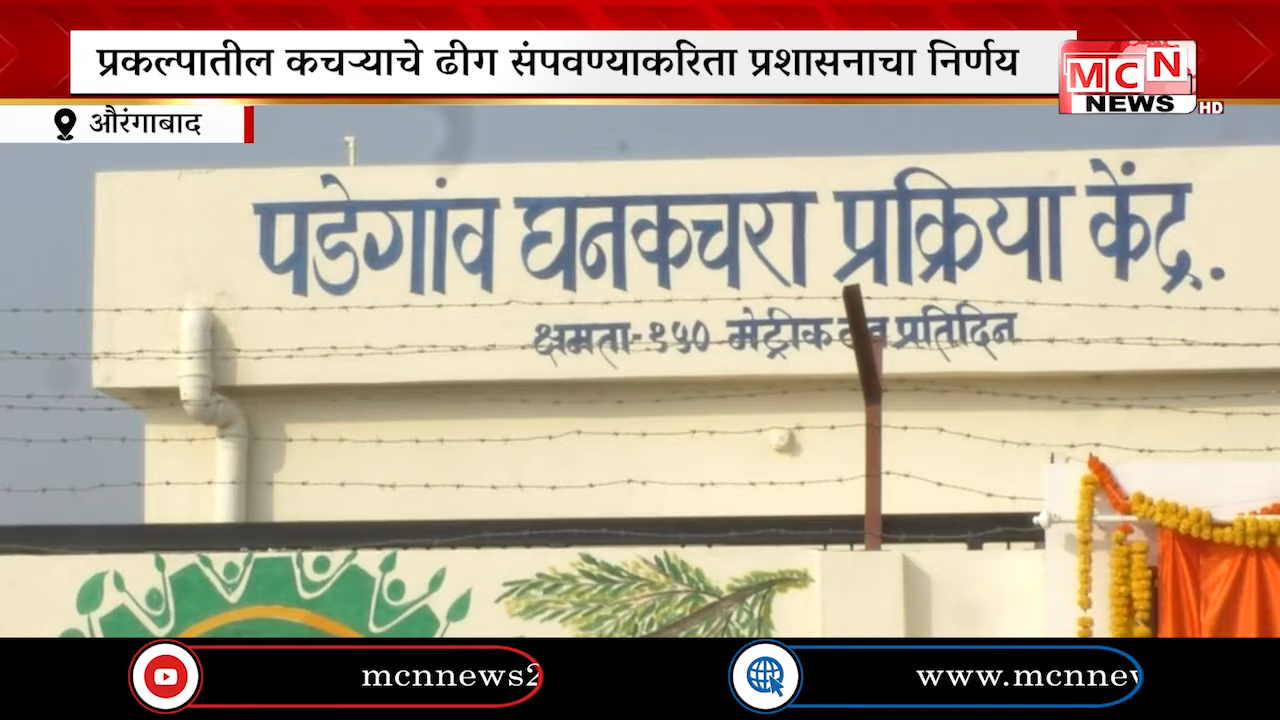 प्रकल्पातील कचऱ्याचे ढीग संपवण्याकरिता प्रशासनाचा निर्णय
MCN
NEWS HD
औरंगाबाद
पडेगांव घनकचरा प्रक्रिया केंद्र.
क्षमता-१५० मेट्रीक प्रतिदिन
mcnnews2
www.mcnnev